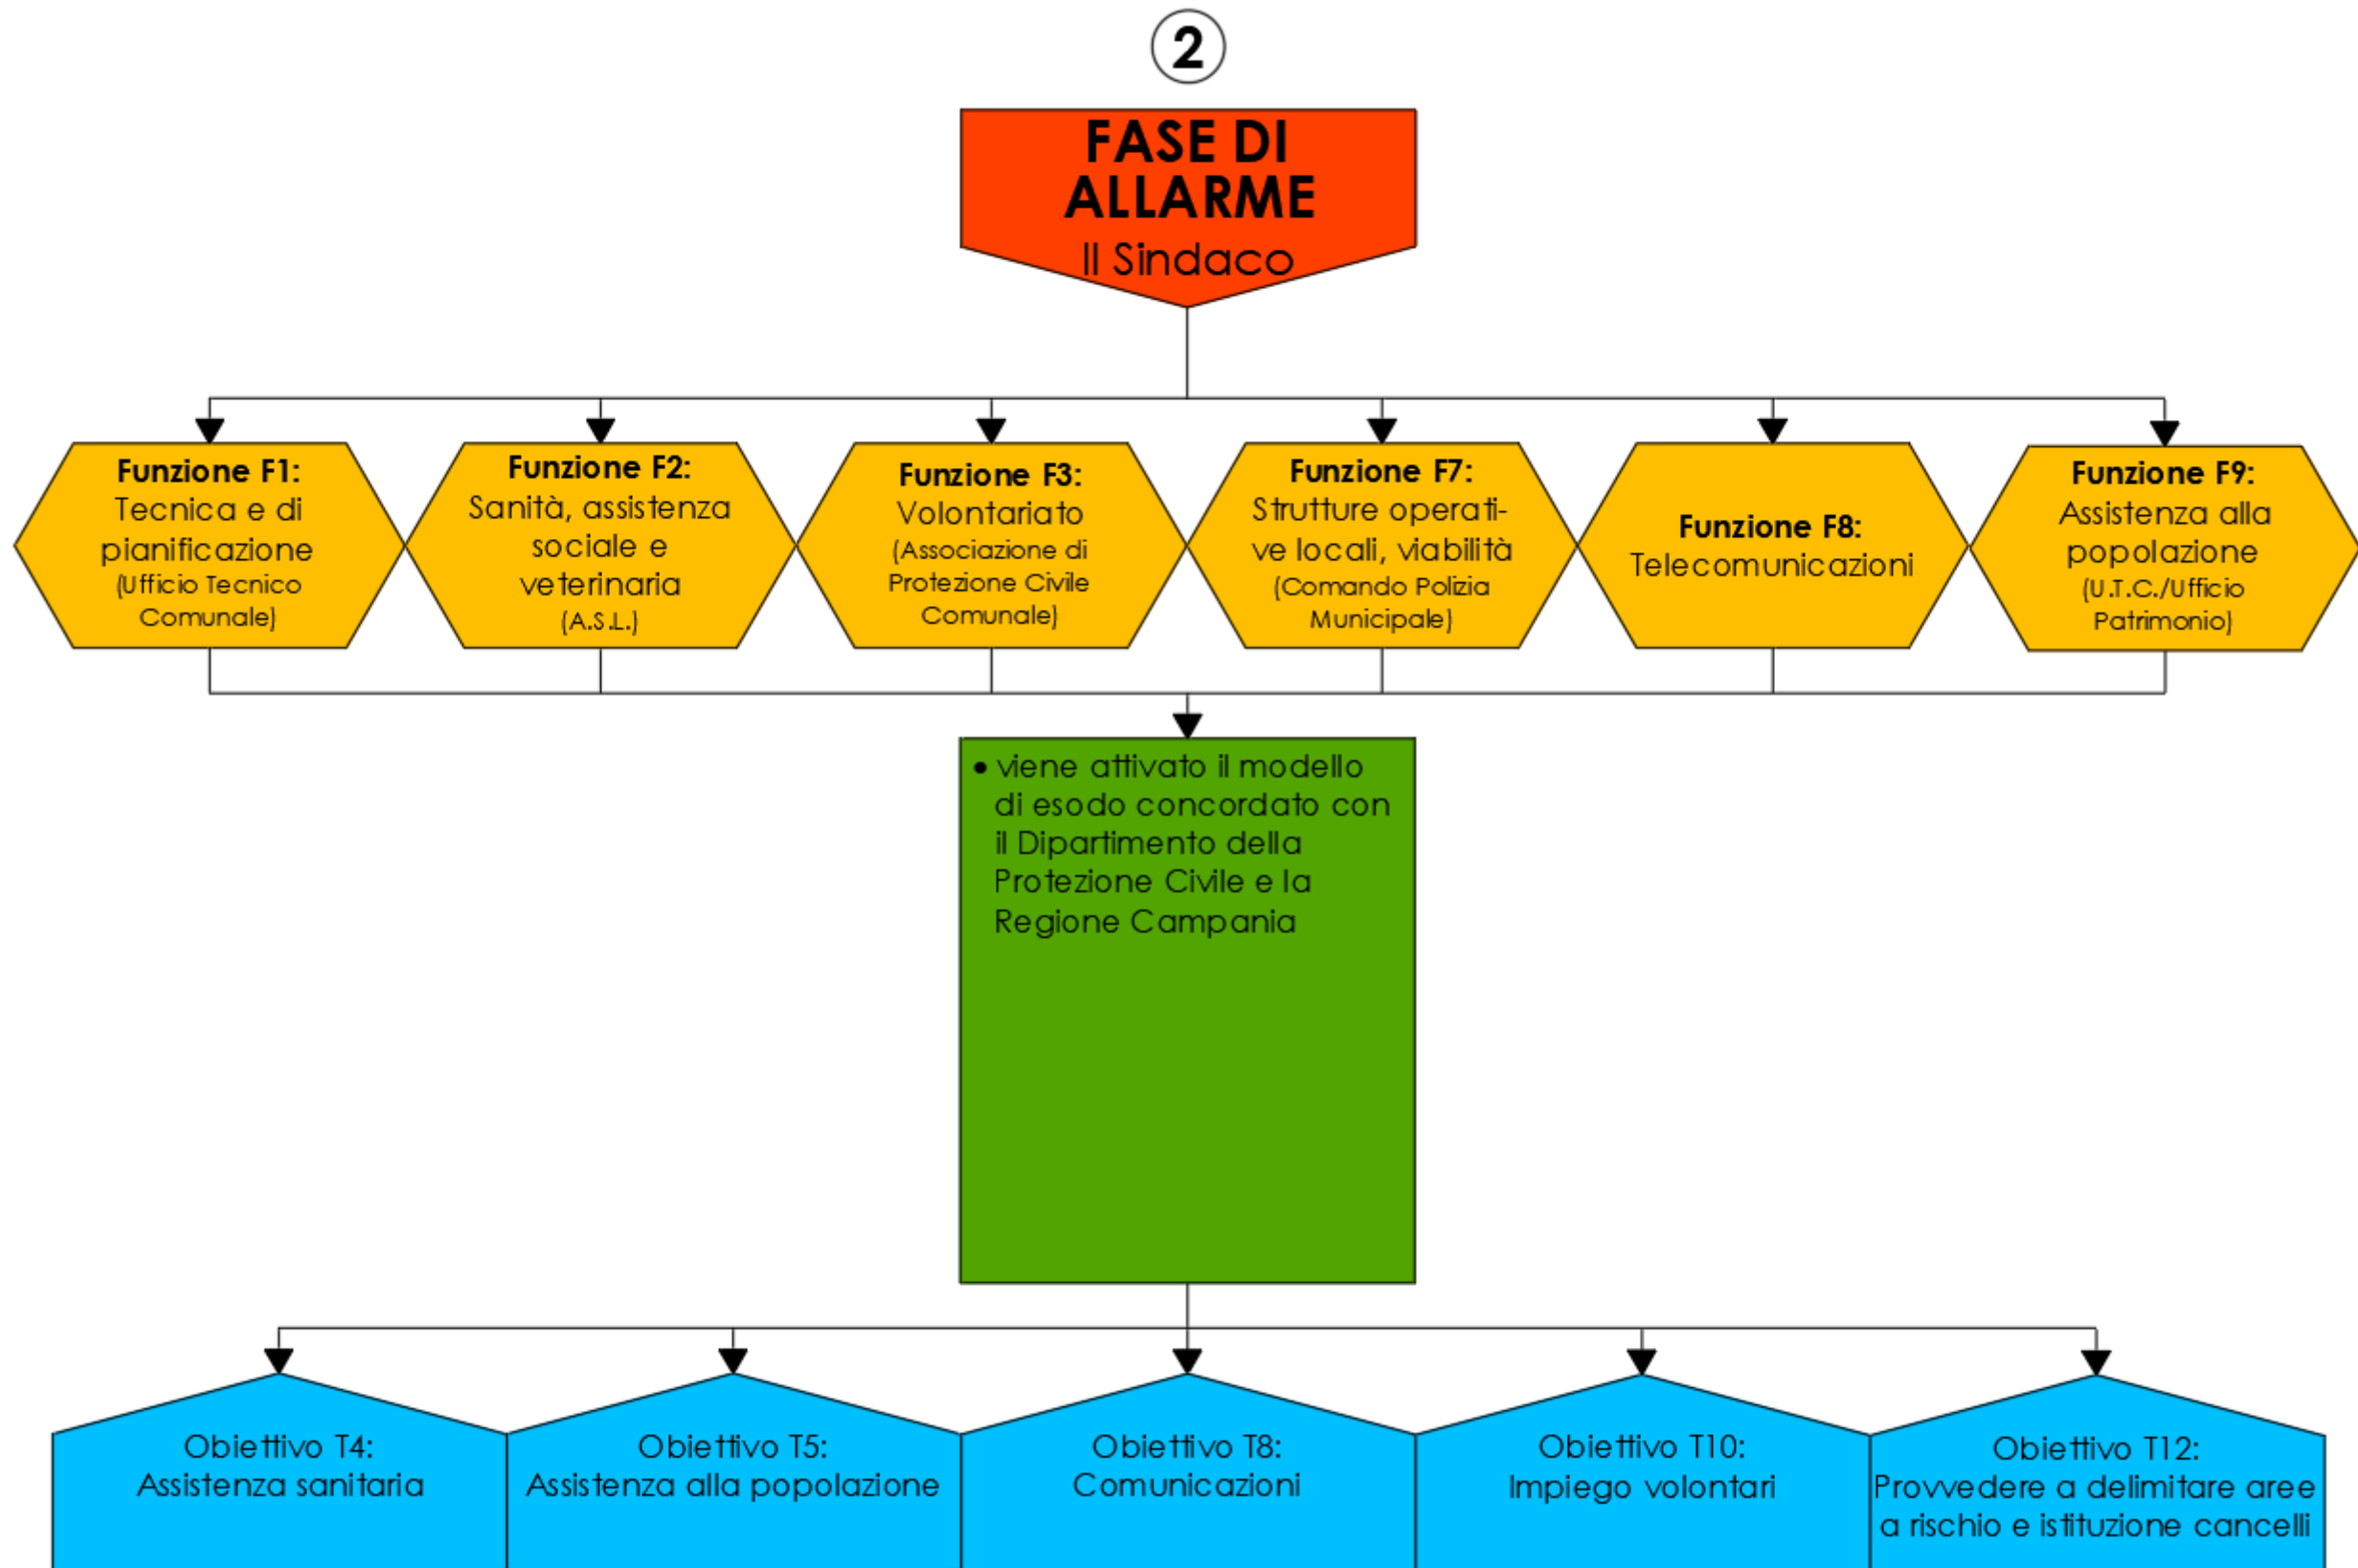 2
FASE DI
ALLARME
Il Sindaco
Funzione F1:
Tecnica e di
pianificazione
(Ufficio Tecnico
Comunale)
Funzione F2:
Sanità, assistenza
sociale e
veterinaria
(A.S.L.)
Funzione F3:
Volontariato
(Associazione di
Protezione Civile
Comunale)
Funzione F7:
Strutture operati-
ve locali, viabilità
(Comando Polizia
Municipale)
Funzione F8:
Telecomunicazioni
Funzione F9:
Assistenza alla
popolazione
(U.T.C./Ufficio
Patrimonio)
• viene attivato il modello
di esodo concordato con
il Dipartimento della
Protezione Civile e la
Regione Campania
Obiettivo T4:
Assistenza sanitaria
Obiettivo T5:
Assistenza alla popolazione
Obiettivo T8:
Comunicazioni
Obiettivo T10:
Impiego volontari
Obiettivo T12:
Provvedere a delimitare aree
a rischio e istituzione cancelli